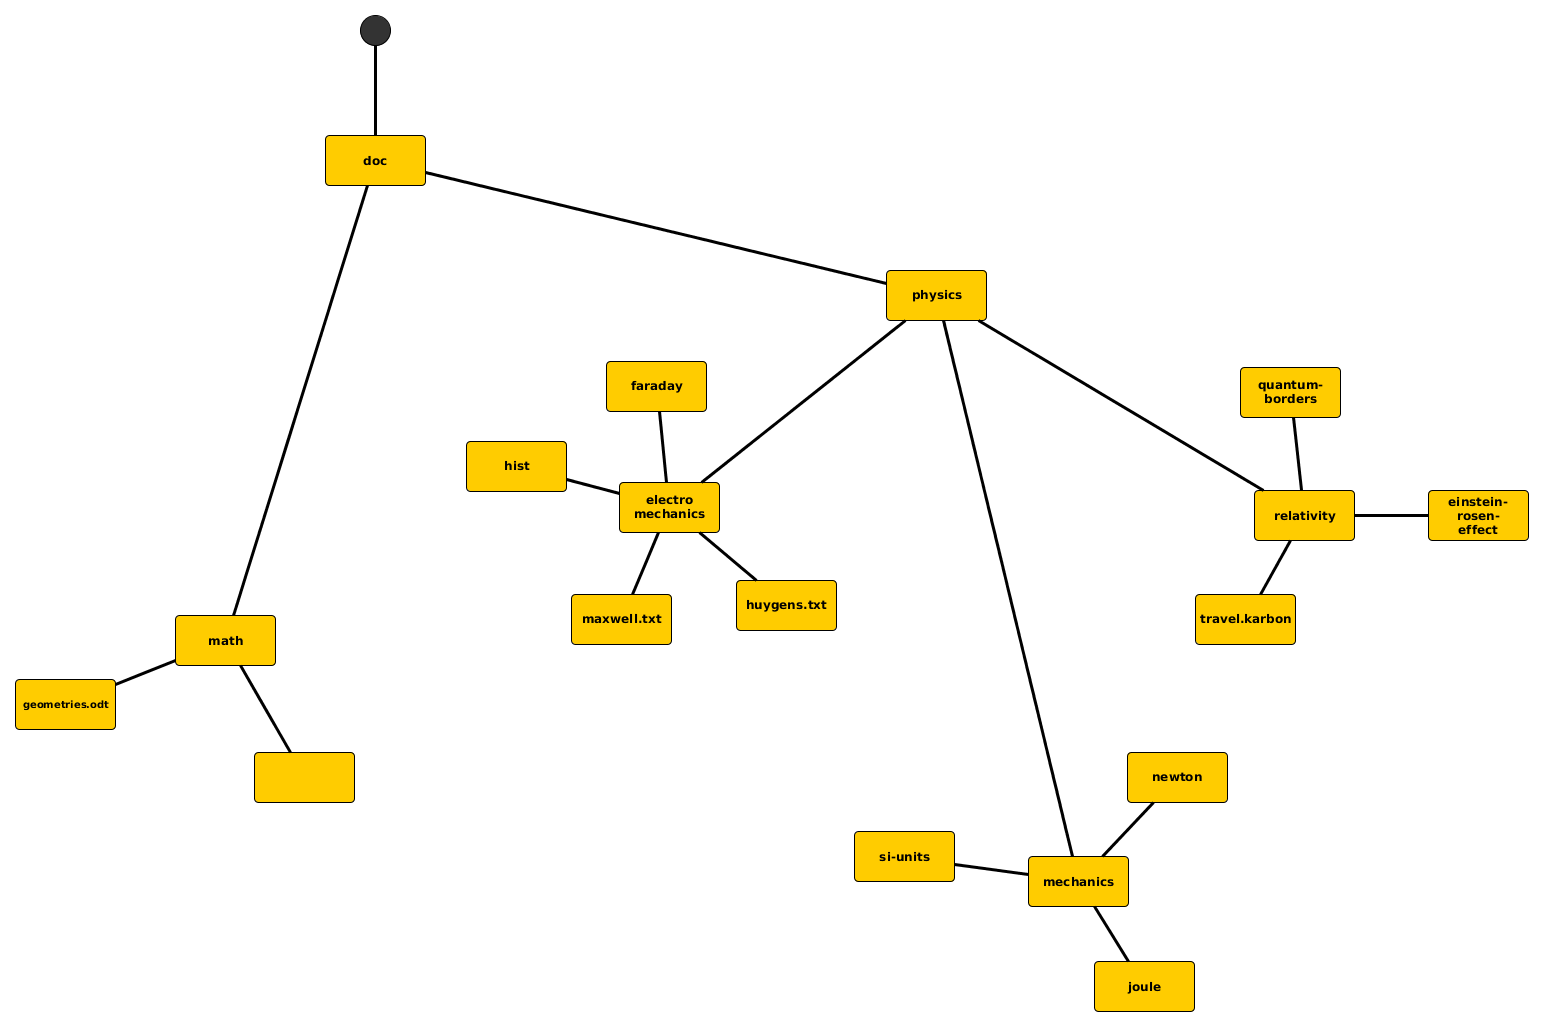 doc
physics
faraday
quantum-
borders
hist
electro
mechanics
relativity
einstein-
rosen-
effect
huygens.txt
maxwell.txt
travel.karbon
math
geometries.odt
newton
si-units
mechanics
joule